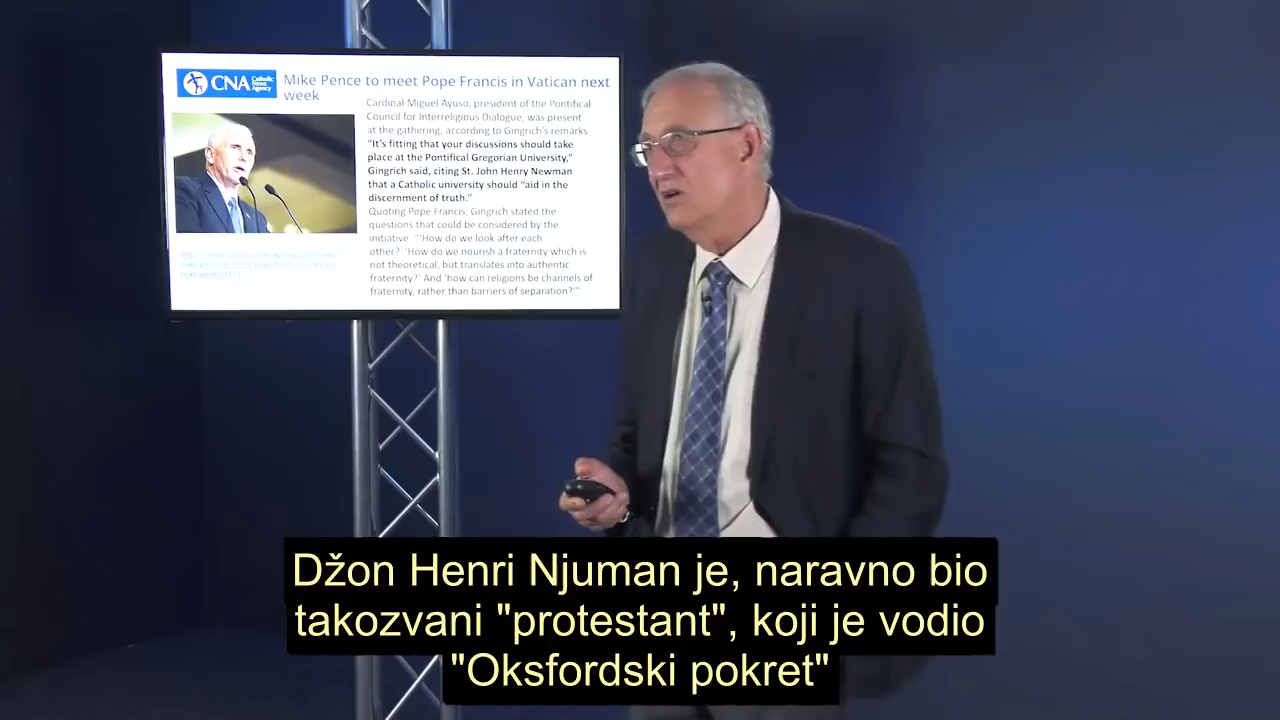 CNA Catholic
News
Agency
Mike Pence to meet Pope Francis in Vatican next
week
Cardinal Miguel Ayuso, president of the Pontifical
Council for Interreligious Dialogue, was present
at the gathering, according to Gingrich's remarks
"It's fitting that your discussions should take
place at the Pontifical Gregorian University,"
Gingrich said, citing St. John Henry Newman
that a Catholic university should "aid in the
discernment of truth."
Quoting Pope Francis, Gingrich stated the
questions that could be considered by the
initiative "'How do we look after each
other? 'How do we nourish a fraternity which is
not theoretical, but translates into authentic
fraternity?' And 'how can religions be channels of
fraternity, rather than barriers of separation?'"
Džon Henri Njuman je, naravno bio
takozvani "protestant", koji je vodio
"Oksfordski pokret"